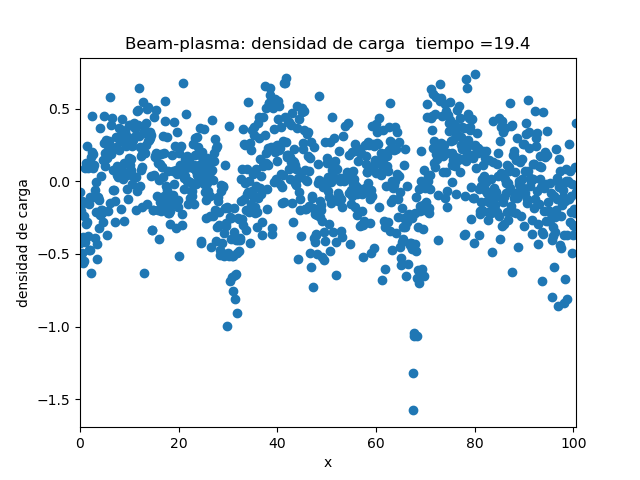 Beam-plasma: densidad de carga  tiempo =19.4
densidad de carga
0.5
0.0
−0.5
−1.0
−1.5
0 20 40 60 80 100
x